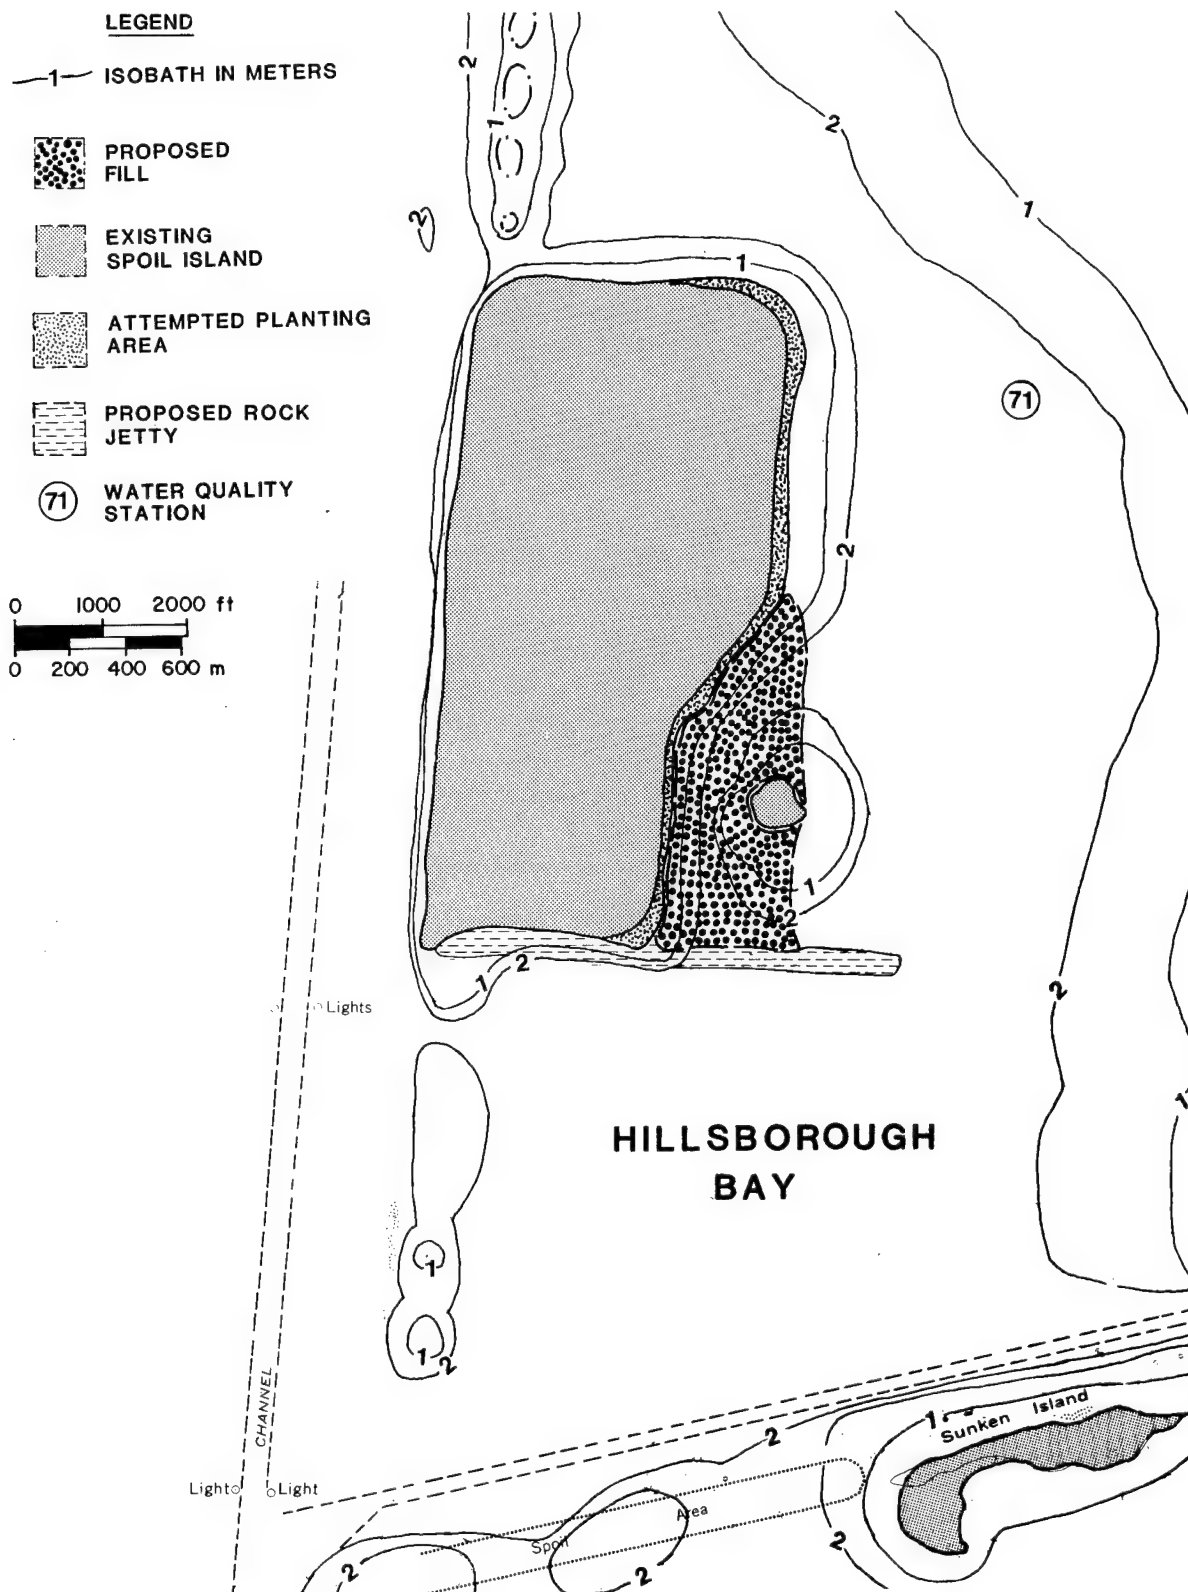 LEGEND
1 ISOBATH IN METERS
PROPOSED
FILL
EXISTING
SPOIL ISLAND
ATTEMPTED PLANTING
AREA
PROPOSED ROCK
JETTY
71 WATER QUALITY
STATION
0 1000 2000 ft
0 200 400 600 m
2
1
2
2
1
1
71
2
2
1
2
1
2
2
Lights
HILLSBOROUGH
BAY
1
1
1
2
CHANNEL
Light
Light
2
1
Sunken Island
Spoil Area
2
2
2